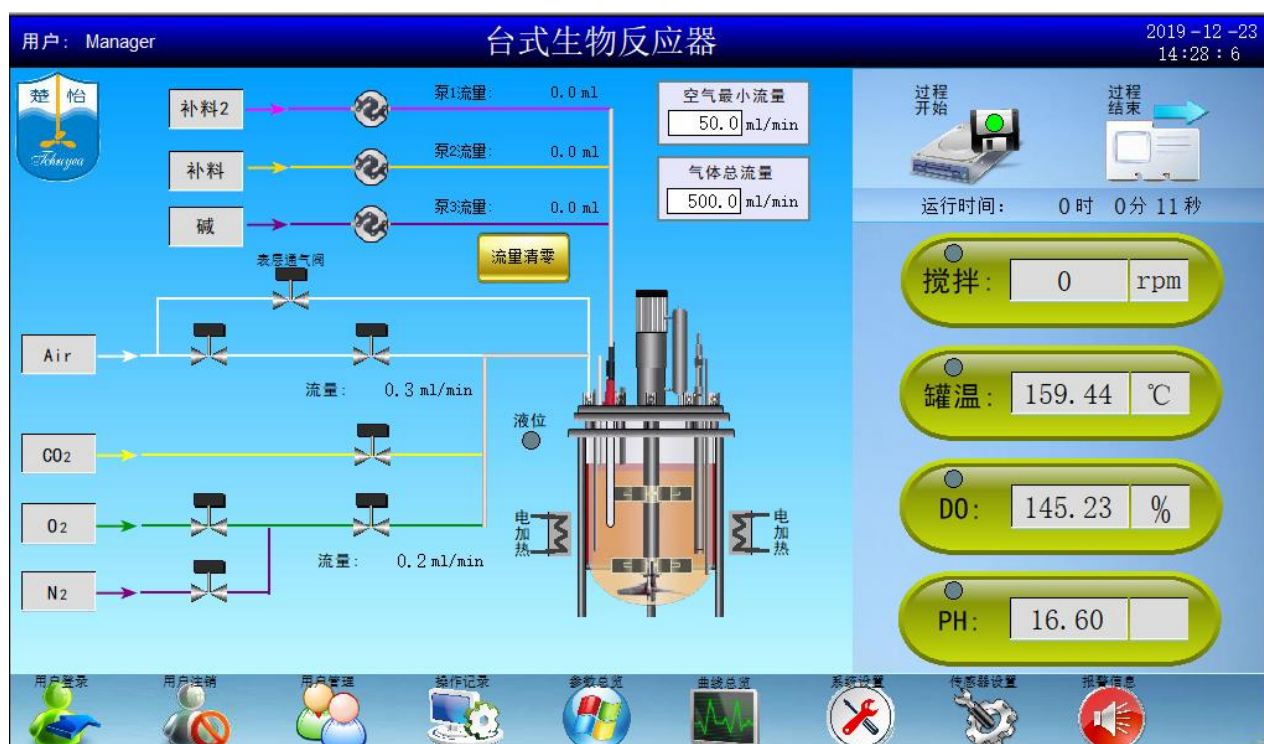 用户: Manager
台式生物反应器
2019-12-23
14:28:6
楚怡
补料2
泵1流量: 0.0 ml
空气最小流量
50.0 ml/min
过程开始
过程结束
补料
泵2流量: 0.0 ml
气体总流量
500.0 ml/min
碱
泵3流量: 0.0 ml
运行时间: 0时 0分 11秒
流量清零
表层通气阀
搅拌: 0 rpm
Air
流量: 0.3 ml/min
罐温: 159.44 ℃
液位
CO2
DO: 145.23 %
O2
电加热
电加热
流量: 0.2 ml/min
N2
PH: 16.60
用户登录
用户注销
用户管理
操作记录
参数总览
曲线总览
系统设置
传感器设置
报警信息